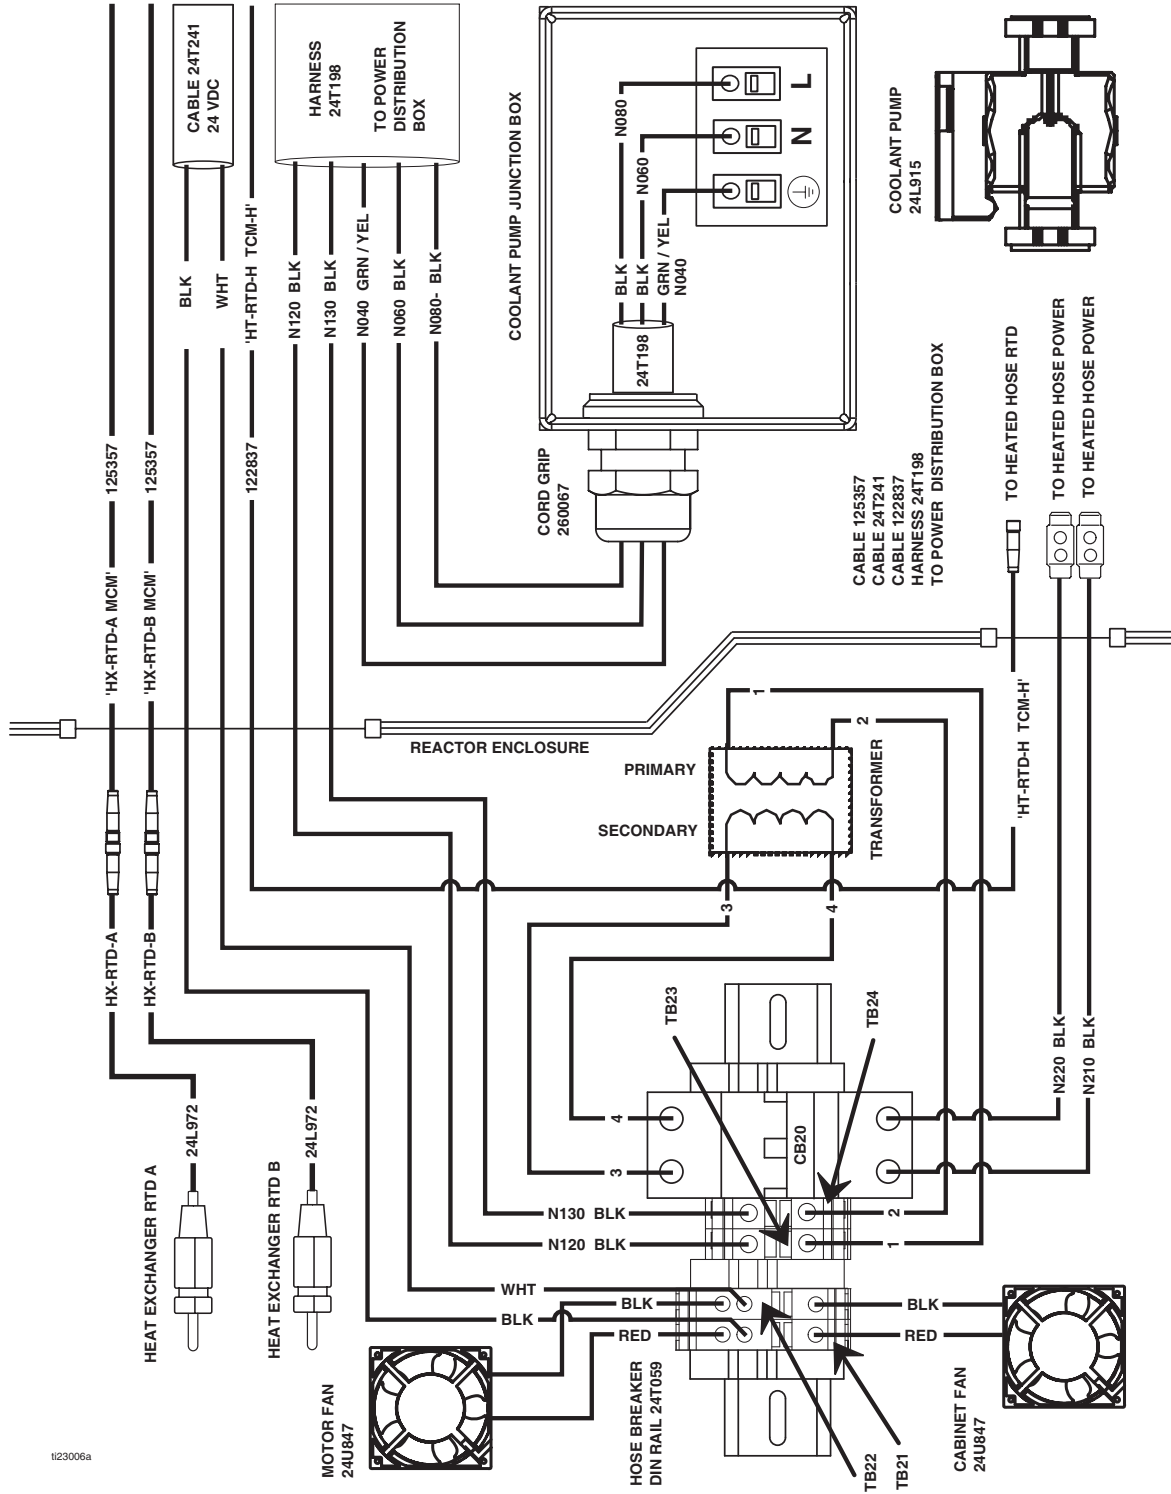 CABLE 24T241
24 VDC
HARNESS
24T198
TO POWER
DISTRIBUTION
BOX
BLK
WHT
'HT-RTD-H TCM-H'
N120 BLK
N130 BLK
N040 GRN / YEL
N060 BLK
N080- BLK
COOLANT PUMP JUNCTION BOX
N080
N060
BLK
BLK
GRN / YEL
N040
L
N
24T198
COOLANT PUMP
24L915
125357
125357
122837
'HX-RTD-A MCM'
'HX-RTD-B MCM'
CORD GRIP
260067
CABLE 125357
CABLE 24T241
CABLE 122837
HARNESS 24T198
TO POWER DISTRIBUTION BOX
TO HEATED HOSE RTD
TO HEATED HOSE POWER
TO HEATED HOSE POWER
REACTOR ENCLOSURE
PRIMARY
SECONDARY
TRANSFORMER
1
2
3
4
'HT-RTD-H TCM-H'
HX-RTD-A
HX-RTD-B
TB23
TB24
N220 BLK
N210 BLK
24L972
24L972
HEAT EXCHANGER RTD A
HEAT EXCHANGER RTD B
4
3
CB20
N130 BLK
N120 BLK
2
1
WHT
BLK
BLK
RED
BLK
RED
MOTOR FAN
24U847
HOSE BREAKER
DIN RAIL 24T059
TB22
TB21
CABINET FAN
24U847
ti23006a